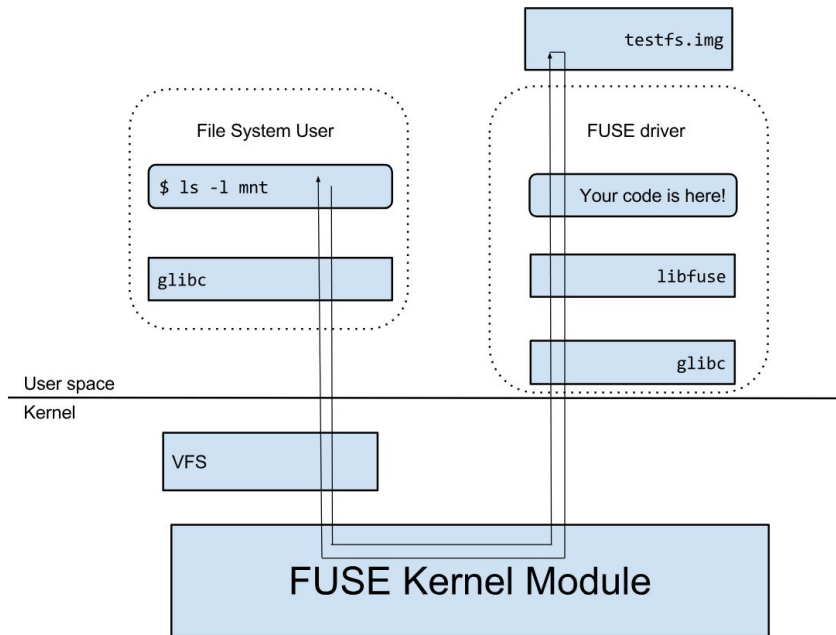 testfs.img
File System User
FUSE driver
$ ls -l mnt
Your code is here!
glibc
libfuse
glibc
User space
Kernel
VFS
FUSE Kernel Module